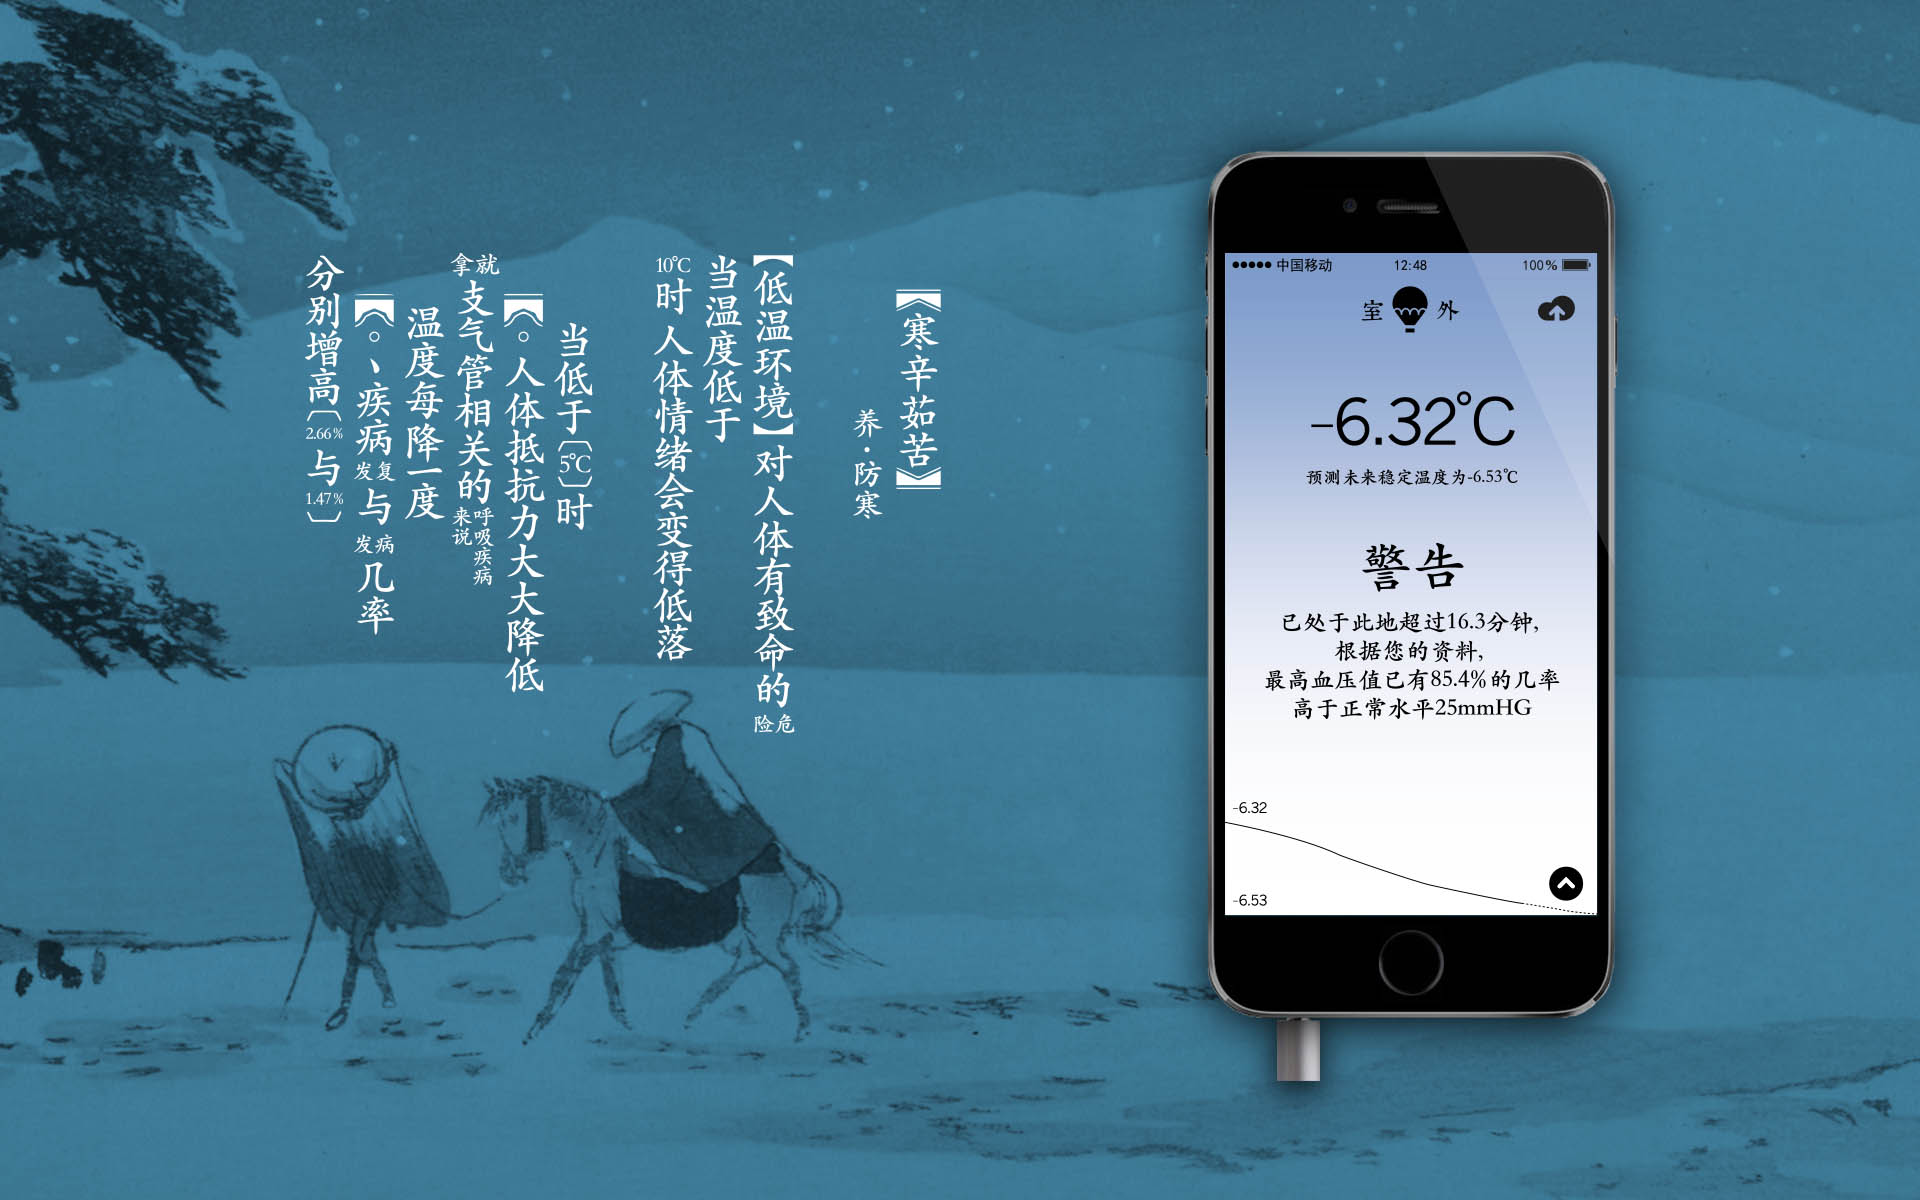 《寒辛茹苦》
养·防寒
【低温环境】对人体有致命的危险
当温度低于
10℃时人体情绪会变得低落
当低于〔5℃〕时
《。人体抵抗力大大降低
就拿支气管相关的呼吸疾病来说
温度每降一度
《。、疾病复发与病发几率
分别增高〔2.66%与1.47%〕
中国移动 12:48 100%
室 外
-6.32℃
预测未来稳定温度为-6.53℃
警告
已处于此地超过16.3分钟,
根据您的资料,
最高血压值已有85.4%的几率
高于正常水平25mmHG
-6.32
-6.53